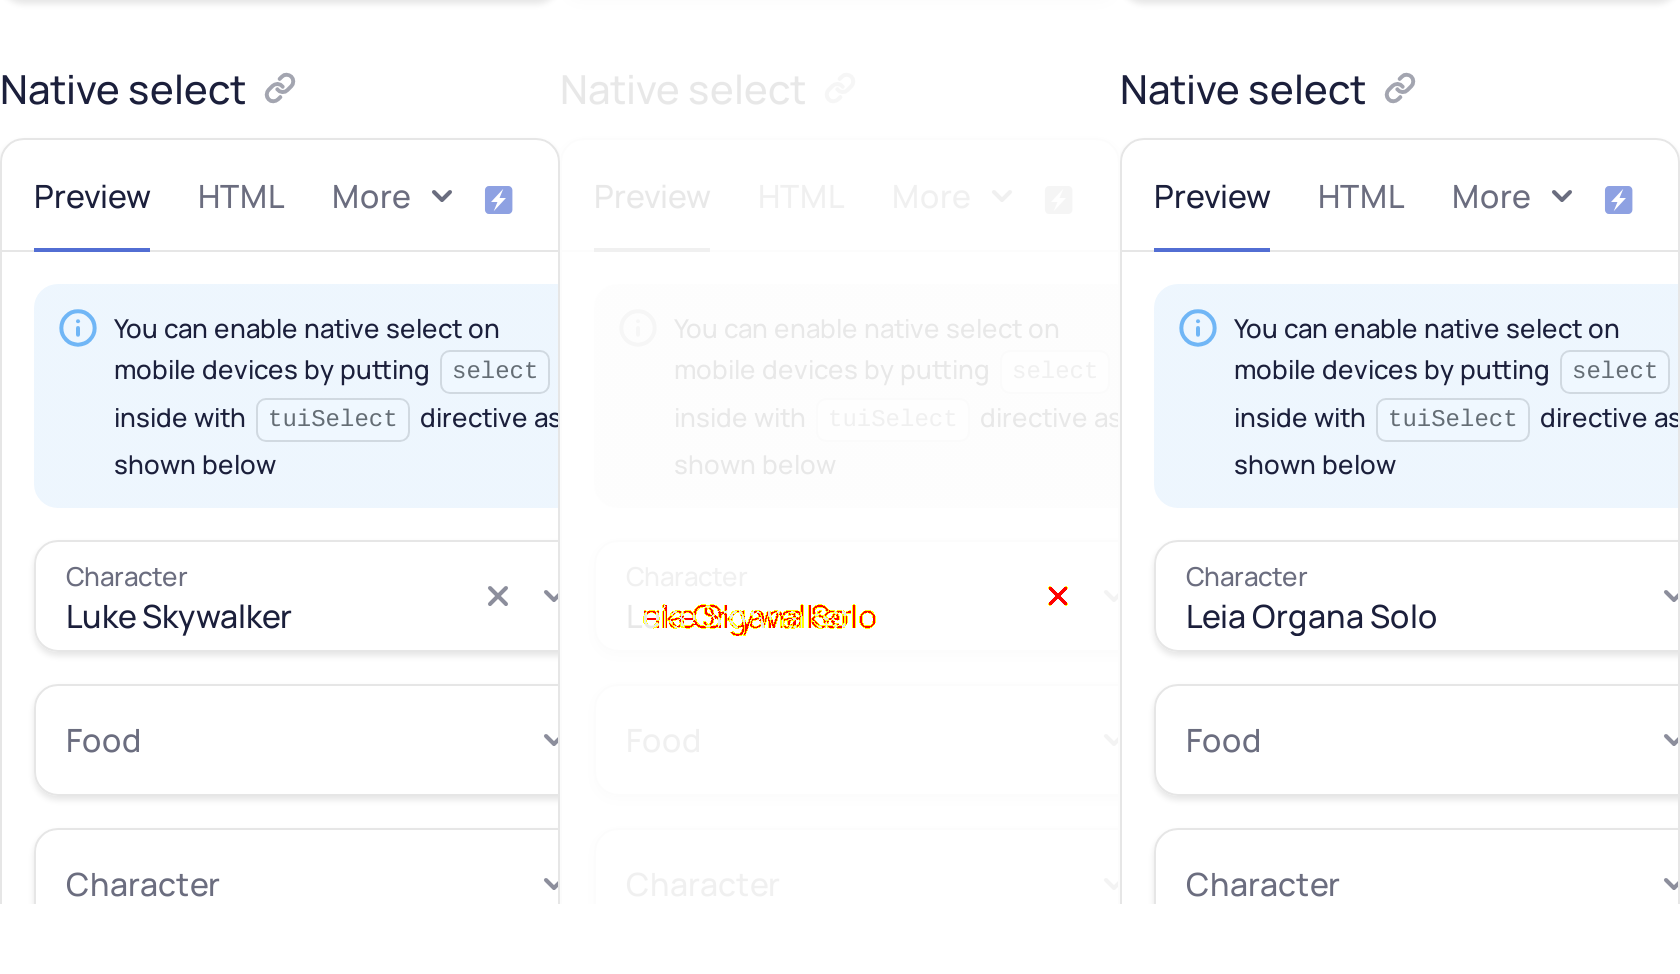 Native select
Preview HTML More
You can enable native select on
mobile devices by putting select
inside with tuiSelect directive as
shown below
Character
Luke Skywalker
Food
Character
Native select
Preview HTML More
You can enable native select on
mobile devices by putting select
inside with tuiSelect directive as
shown below
Character
Food
Character
Native select
Preview HTML More
You can enable native select on
mobile devices by putting select
inside with tuiSelect directive as
shown below
Character
Leia Organa Solo
Food
Character